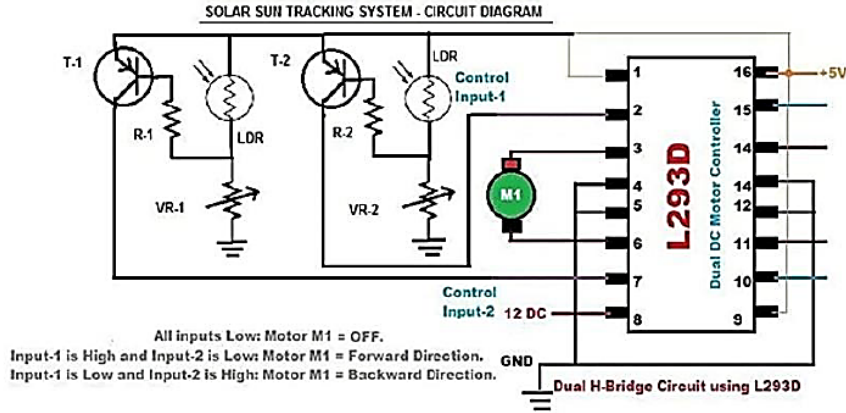 SOLAR SUN TRACKING SYSTEM - CIRCUIT DIAGRAM
T-1
T-2
LDR
Control
Input-1
R-1
LDR
R-2
VR-1
VR-2
M1
1
2
3
4
5
6
7
8
L293D
Dual DC Motor Controller
16
15
14
14
12
11
10
9
+5V
Control
Input-2
12 DC
GND
All inputs Low: Motor M1 = OFF.
Input-1 is High and Input-2 is Low: Motor M1 = Forward Direction.
Input-1 is Low and Input-2 is High: Motor M1 = Backward Direction.
Dual H-Bridge Circuit using L293D